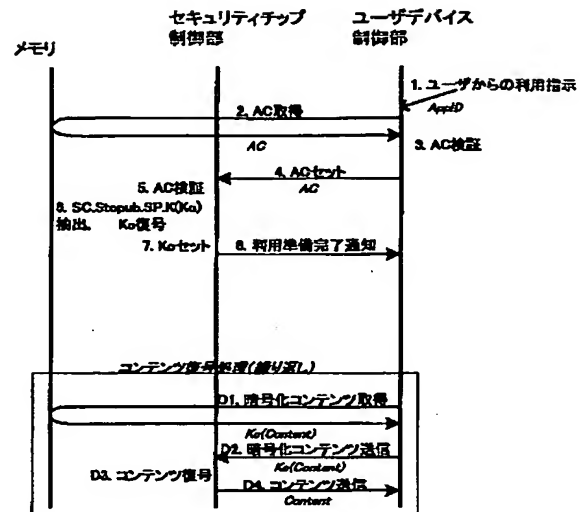 メモリ
セキュリティチップ
制御部
ユーザデバイス
制御部
1. ユーザからの利用指示
AppID
2. AC取得
AC
3. AC検証
4. ACセット
AC
5. AC検証
6. SC.Stopub.SP.K(Kc)
抽出、 Kc復号
7. Kcセット
8. 利用準備完了通知
コンテンツ復号処理(繰り返し)
D1. 暗号化コンテンツ取得
Kc(Content)
D2. 暗号化コンテンツ送信
Kc(Content)
D3. コンテンツ復号
D4. コンテンツ送信
Content